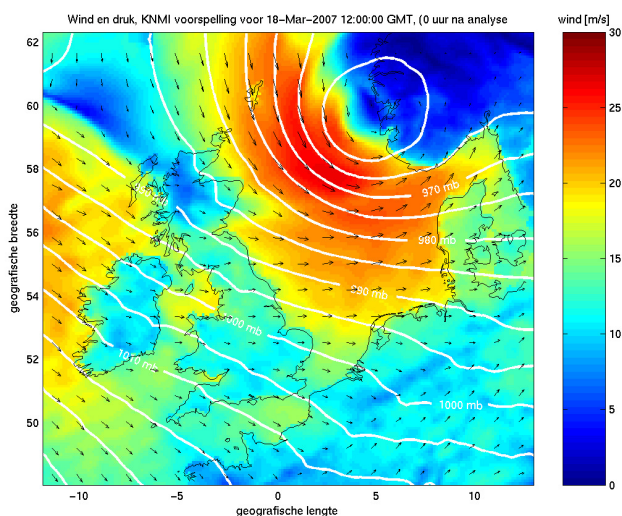 Wind en druk, KNMI voorspelling voor 18-Mar-2007 12:00:00 GMT, (0 uur na analyse
wind [m/s]
62
60
58
56
54
52
50
geografische breedte
970 mb
980 mb
990 mb
1000 mb
1010 mb
1000 mb
-10
-5
0
5
10
geografische lengte
30
25
20
15
10
5
0